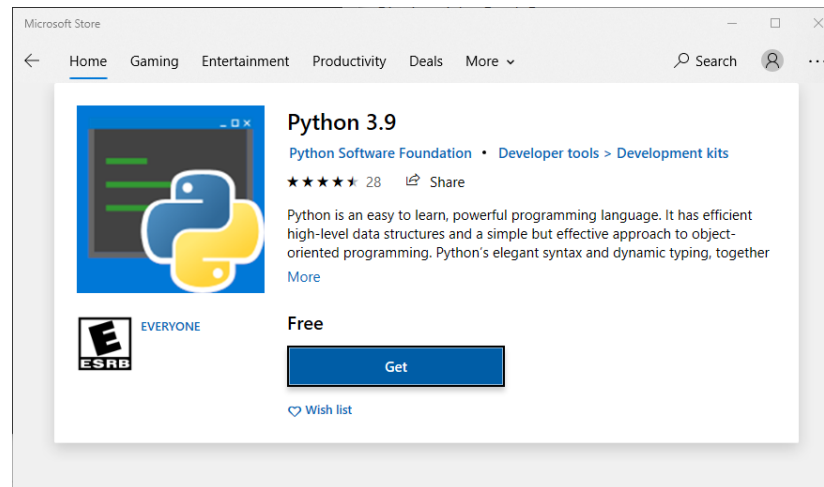 Microsoft Store
Home Gaming Entertainment Productivity Deals More Search
Python 3.9
Python Software Foundation • Developer tools > Development kits
28 Share
Python is an easy to learn, powerful programming language. It has efficient
high-level data structures and a simple but effective approach to object-
oriented programming. Python's elegant syntax and dynamic typing, together
More
E
ESRB
EVERYONE
Free
Get
Wish list